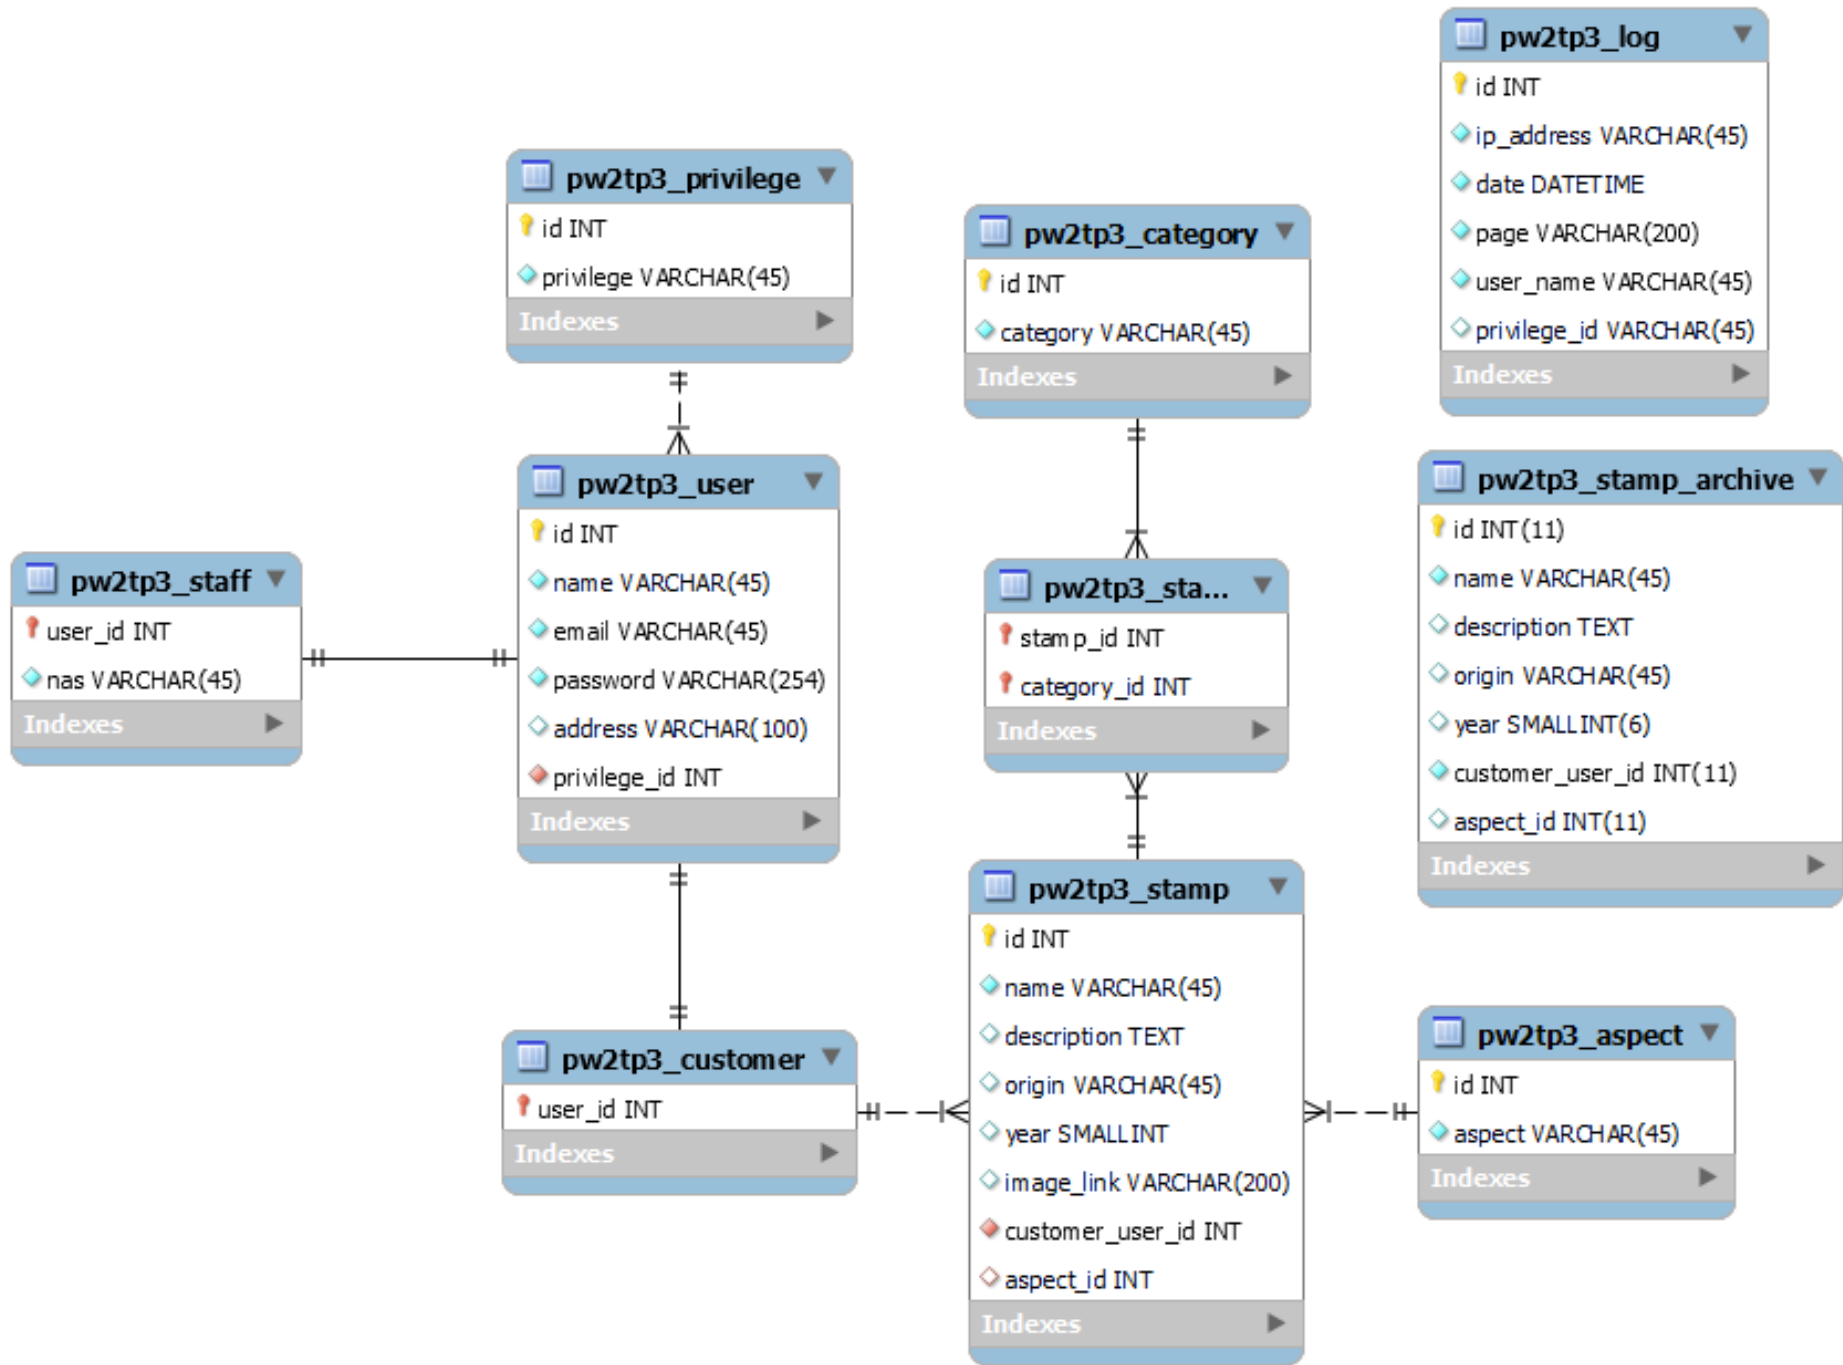 pw2tp3_log
id INT
ip_address VARCHAR(45)
date DATETIME
page VARCHAR(200)
user_name VARCHAR(45)
privilege_id VARCHAR(45)
Indexes
pw2tp3_privilege
id INT
privilege VARCHAR(45)
Indexes
pw2tp3_category
id INT
category VARCHAR(45)
Indexes
pw2tp3_user
id INT
name VARCHAR(45)
email VARCHAR(45)
password VARCHAR(254)
address VARCHAR(100)
privilege_id INT
Indexes
pw2tp3_stamp_archive
id INT(11)
name VARCHAR(45)
description TEXT
origin VARCHAR(45)
year SMALLINT(6)
customer_user_id INT(11)
aspect_id INT(11)
Indexes
pw2tp3_staff
user_id INT
nas VARCHAR(45)
Indexes
pw2tp3_sta...
stamp_id INT
category_id INT
Indexes
pw2tp3_stamp
id INT
name VARCHAR(45)
description TEXT
origin VARCHAR(45)
year SMALLINT
image_link VARCHAR(200)
customer_user_id INT
aspect_id INT
Indexes
pw2tp3_customer
user_id INT
Indexes
pw2tp3_aspect
id INT
aspect VARCHAR(45)
Indexes